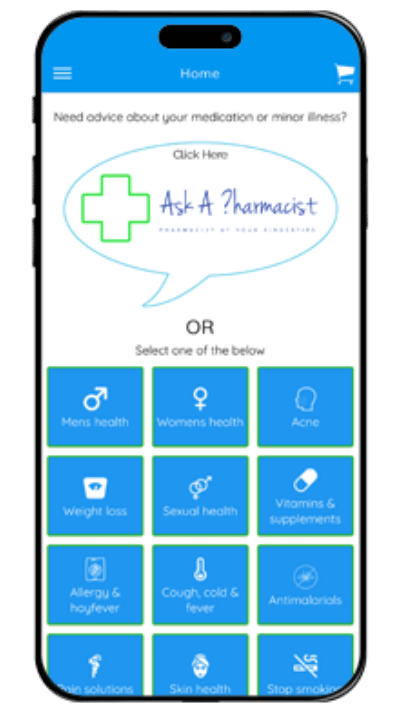 Home
Need advice about your medication or minor illness?
Click Here
Ask A ?harmacist
PHARMACIST AT YOUR FINGERTIPS
OR
Select one of the below
Mens health
Womens health
Acne
Weight loss
Sexual health
Vitamins &
supplements
Allergy &
hayfever
Cough, cold &
fever
Antimalarials
Pain solutions
Skin health
Stop smoking